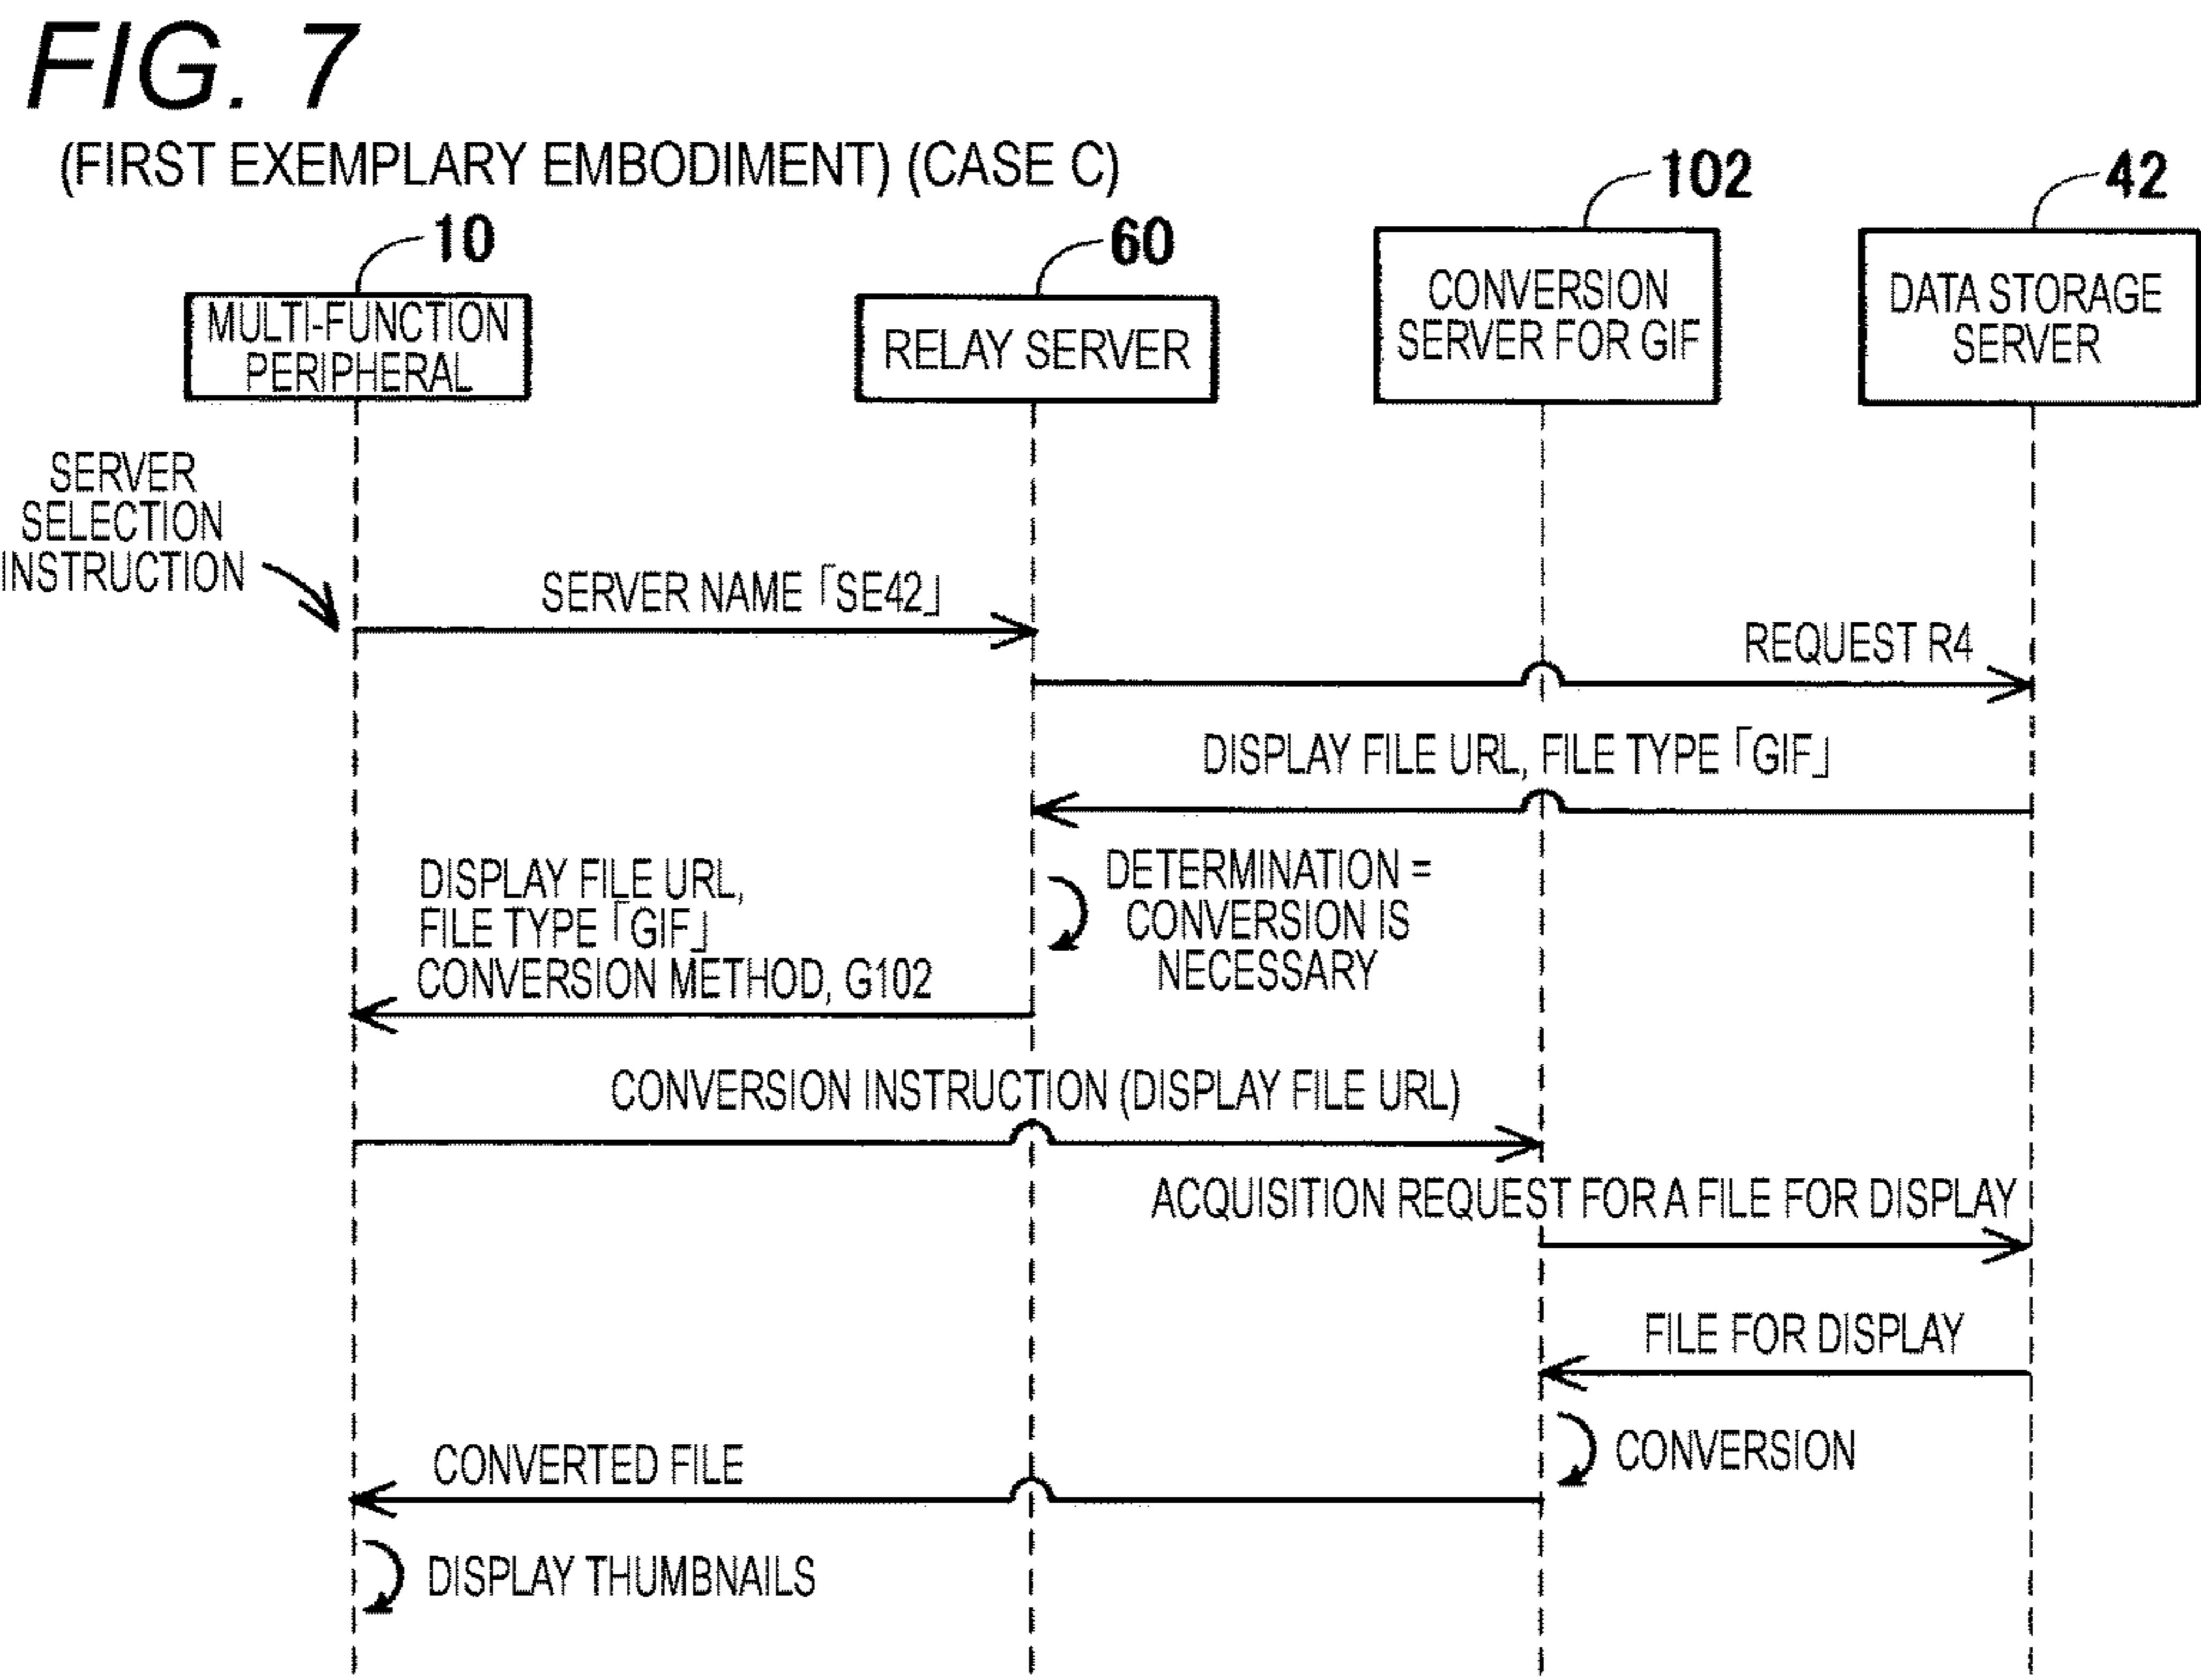 FIG. 7
(FIRST EXEMPLARY EMBODIMENT) (CASE C)
10
MULTI-FUNCTION
PERIPHERAL
60
RELAY SERVER
102
CONVERSION
SERVER FOR GIF
42
DATA STORAGE
SERVER
SERVER
SELECTION
INSTRUCTION
SERVER NAME「SE42」
REQUEST R4
DISPLAY FILE URL, FILE TYPE「GIF」
DETERMINATION =
CONVERSION IS
NECESSARY
DISPLAY FILE URL,
FILE TYPE「GIF」
CONVERSION METHOD, G102
CONVERSION INSTRUCTION (DISPLAY FILE URL)
ACQUISITION REQUEST FOR A FILE FOR DISPLAY
FILE FOR DISPLAY
CONVERSION
CONVERTED FILE
DISPLAY THUMBNAILS